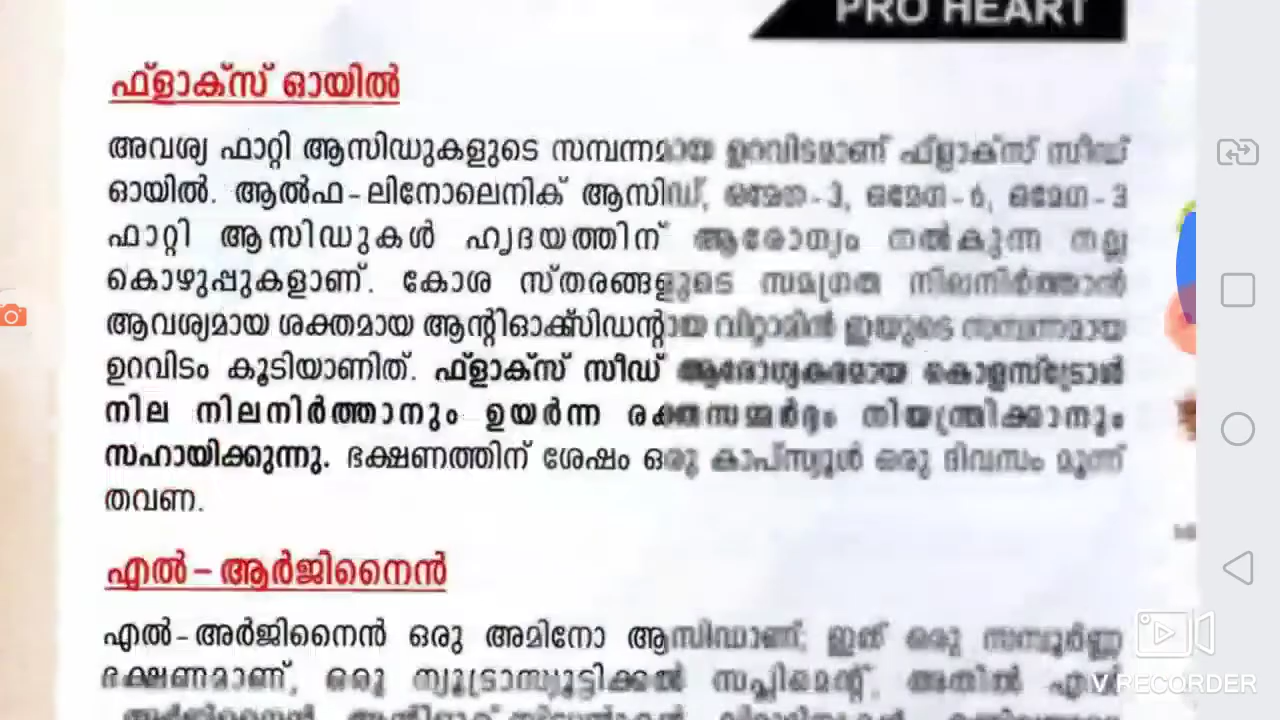 PRO HEART
ഫ്ളാക്സ് ഓയിൽ
അവശ്യ ഫാറ്റി ആസിഡുകളുടെ സമ്പന്നമായ ഉറവിടമാണ് ഫ്ളാക്സ് സീഡ്
ഓയിൽ. ആൽഫ-ലിനോലെനിക് ആസിഡ്, ഒമേഗ-3, ഒമേഗ-6, ഒമേഗ-3
ഫാറ്റി ആസിഡുകൾ ഹൃദയത്തിന് ആരോഗ്യം നൽകുന്ന നല്ല
കൊഴുപ്പുകളാണ്. കോശ സ്തരങ്ങളുടെ സമഗ്രത നിലനിർത്താൻ
ആവശ്യമായ ശക്തമായ ആന്റിഓക്സിഡന്റായ വിറ്റാമിൻ ഇയുടെ സമ്പന്നമായ
ഉറവിടം കൂടിയാണിത്. ഫ്ളാക്സ് സീഡ് ആരോഗ്യകരമായ കൊളസ്ട്രോൾ
നില നിലനിർത്താനും ഉയർന്ന രക്തസമ്മർദ്ദം നിയന്ത്രിക്കാനും
സഹായിക്കുന്നു. ഭക്ഷണത്തിന് ശേഷം ഒരു കാപ്സ്യൂൾ ഒരു ദിവസം മൂന്ന്
തവണ.
എൽ – ആർജിനൈൻ
എൽ-അർജിനൈൻ ഒരു അമിനോ ആസിഡാണ്; ഇത് ഒരു സമ്പൂർണ്ണ
ഭക്ഷണമാണ്, ഒരു ന്യൂട്രാസ്യൂട്ടിക്കൽ സപ്ലിമെന്റ്, അതിൽ
V RECORDER